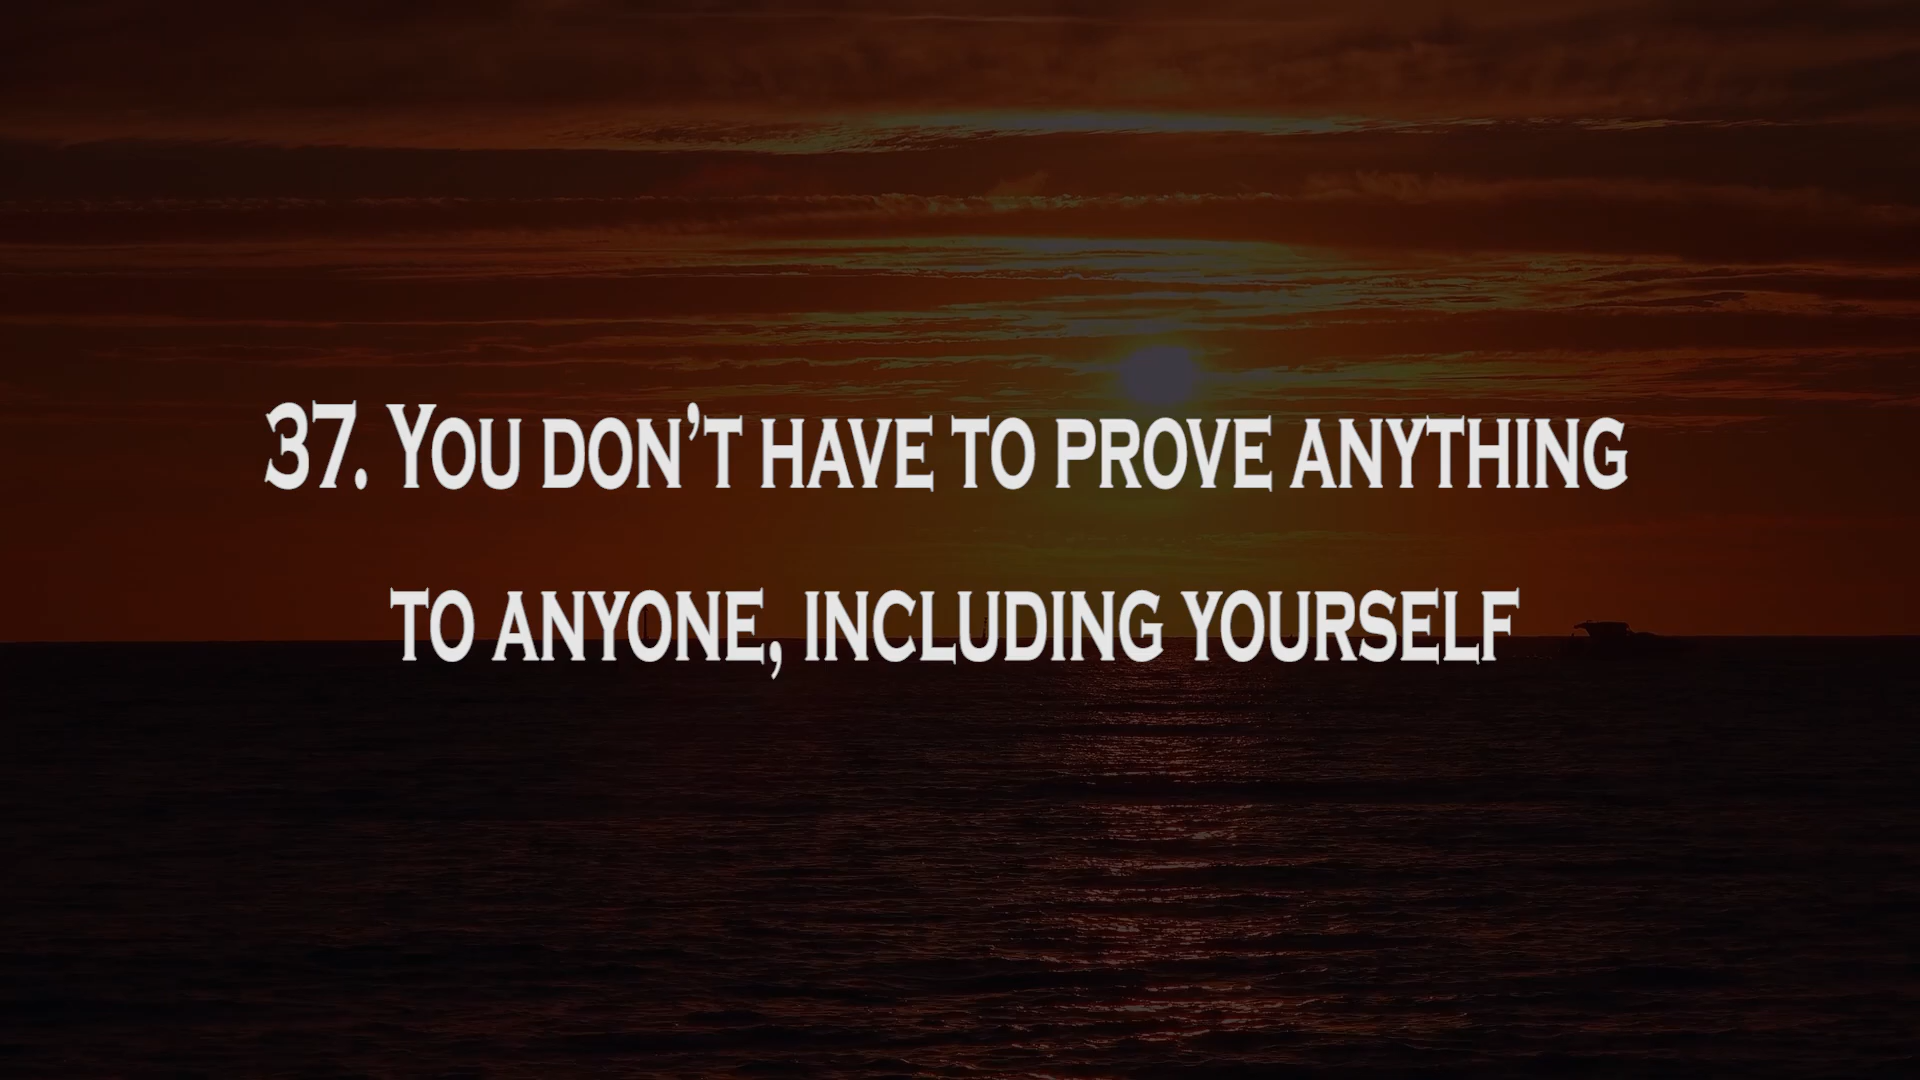 37. You don’t have to prove anything
to anyone, including yourself